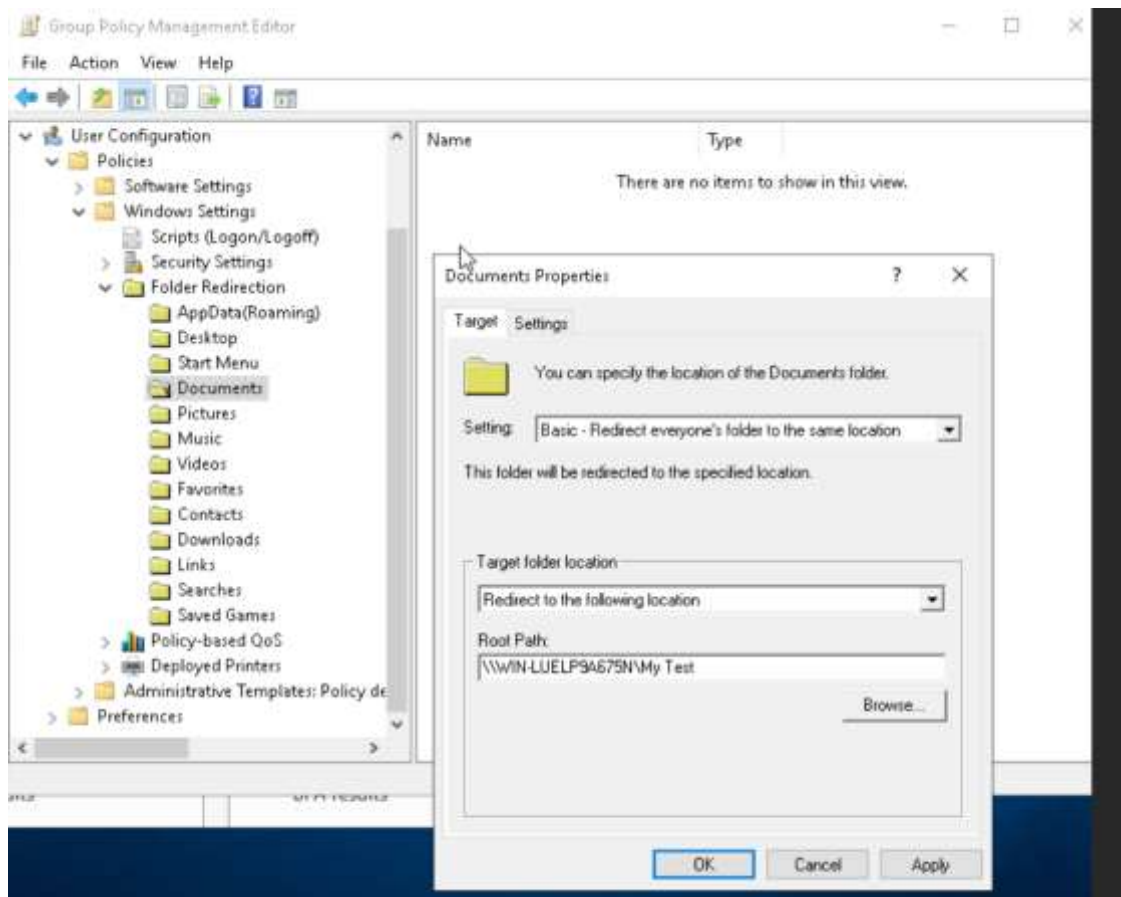 Group Policy Management Editor
File Action View Help
User Configuration
Policies
Software Settings
Windows Settings
Scripts (Logon/Logoff)
Security Settings
Folder Redirection
AppData(Roaming)
Desktop
Start Menu
Documents
Pictures
Music
Videos
Favorites
Contacts
Downloads
Links
Searches
Saved Games
Policy-based QoS
Deployed Printers
Administrative Templates: Policy de
Preferences
Name Type
There are no items to show in this view.
Documents Properties
Target Settings
You can specify the location of the Documents folder.
Setting: Basic - Redirect everyone's folder to the same location
This folder will be redirected to the specified location.
Target folder location
Redirect to the following location
Root Path:
\\WIN-LUELP9A675N\My Test
Browse...
OK Cancel Apply